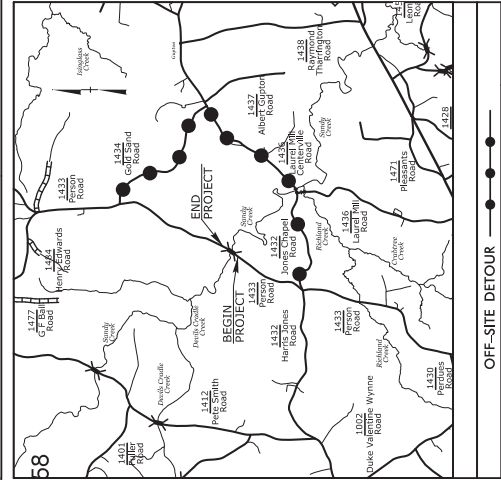 58
1401
Fuller
Road
1477
G F Ball
Road
1484
Henry Edwards
Road
1433
Person
Road
Isinglass
Creek
1434
Gold Sand
Road
Gupton
1438
Raymond
Tharrington
Road
1437
Albert Gupton
Road
1436
Laurel Mill
Centerville
Road
Sandy
Creek
1428
1471
Pleasants
Road
1436
Laurel Mill
Road
Crabtree
Creek
Richland
Creek
1432
Jones Chapel
Road
Sandy
Creek
END
PROJECT
BEGIN
PROJECT
1433
Person
Road
1432
Harris Jones
Road
1433
Person
Road
Richland
Creek
1430
Perdues
Road
1002
Duke Valentine Wynne
Road
1412
Pete Smith
Road
Devils Cradle
Creek
Devils Cradle
Creek
Sandy
Creek
OFF-SITE DETOUR